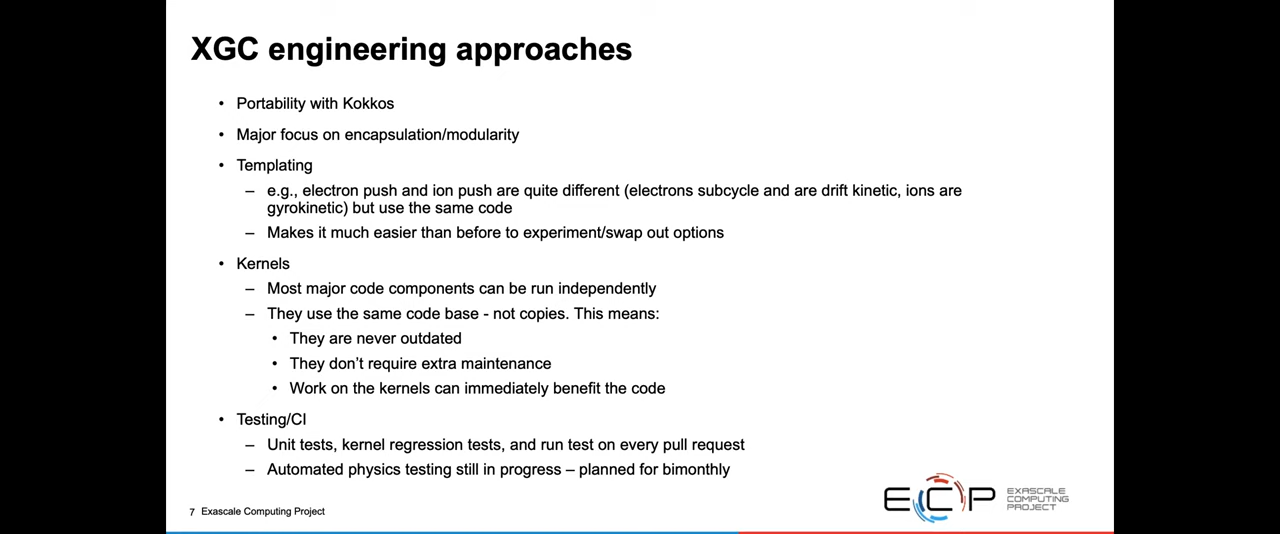 XGC engineering approaches
• Portability with Kokkos
• Major focus on encapsulation/modularity
• Templating
– e.g., electron push and ion push are quite different (electrons subcycle and are drift kinetic, ions are
gyrokinetic) but use the same code
– Makes it much easier than before to experiment/swap out options
• Kernels
– Most major code components can be run independently
– They use the same code base - not copies. This means:
• They are never outdated
• They don’t require extra maintenance
• Work on the kernels can immediately benefit the code
• Testing/CI
– Unit tests, kernel regression tests, and run test on every pull request
– Automated physics testing still in progress – planned for bimonthly
7 Exascale Computing Project
ECP
EXASCALE
COMPUTING
PROJECT